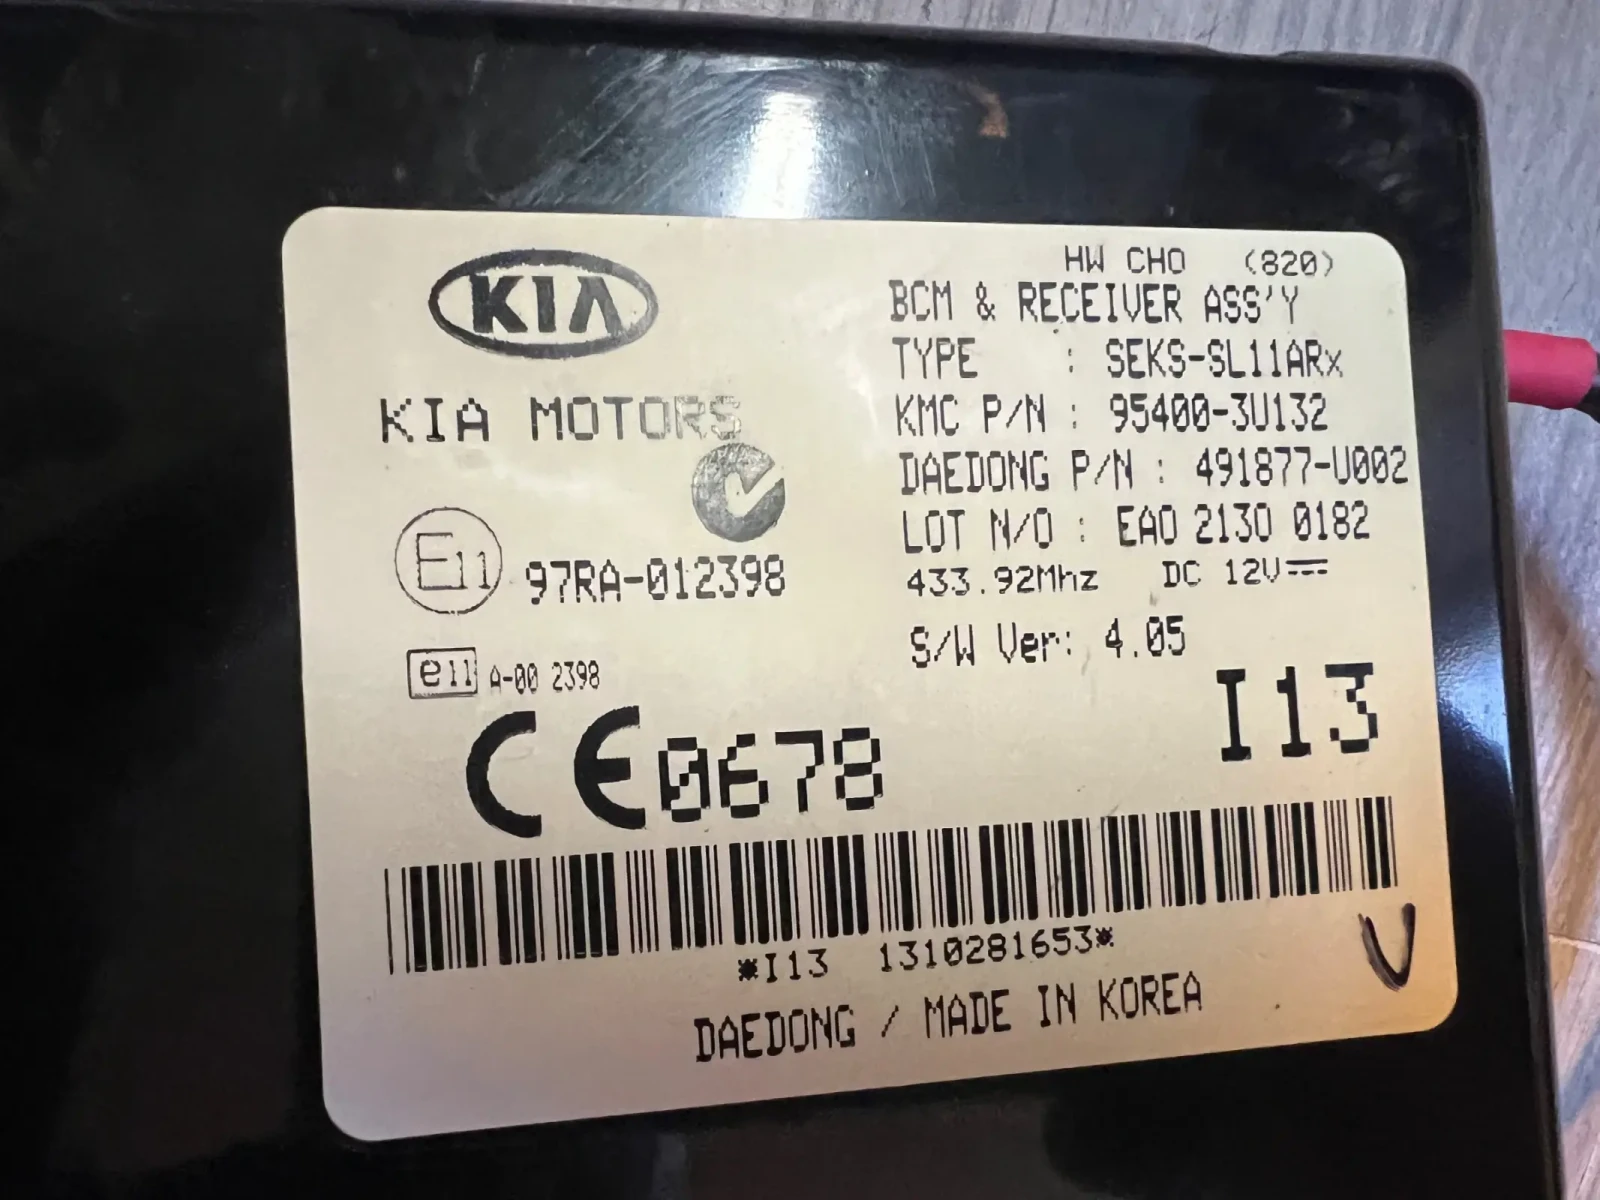 KIA
KIA MOTORS
E11 97RA-012398
e11 A-00 2398
CE0678
HW CHO (820)
BCM & RECEIVER ASS'Y
TYPE : SEKS-SL11ARx
KMC P/N : 95400-3U132
DAEDONG P/N : 491877-U002
LOT N/O : EAO 2130 0182
433.92Mhz DC 12V
S/W Ver: 4.05
I13
*I13 1310281653*
V
DAEDONG / MADE IN KOREA